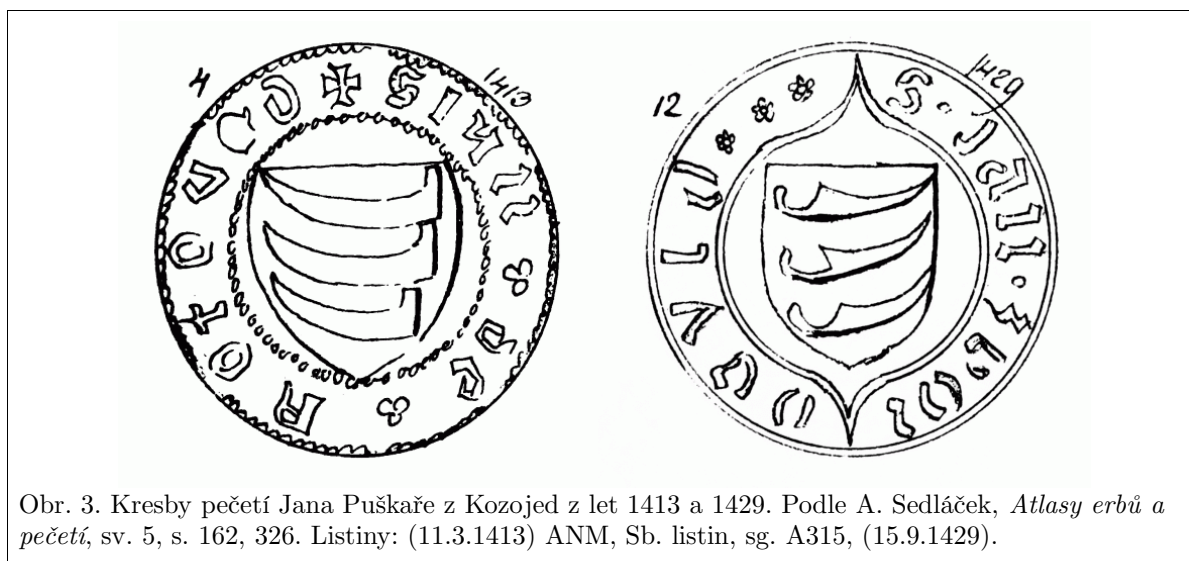 4
1413
12
1429
Obr. 3. Kresby pečetí Jana Puškaře z Kozojed z let 1413 a 1429. Podle A. Sedláček, Atlasy erbů a
pečetí, sv. 5, s. 162, 326. Listiny: (11.3.1413) ANM, Sb. listin, sg. A315, (15.9.1429).